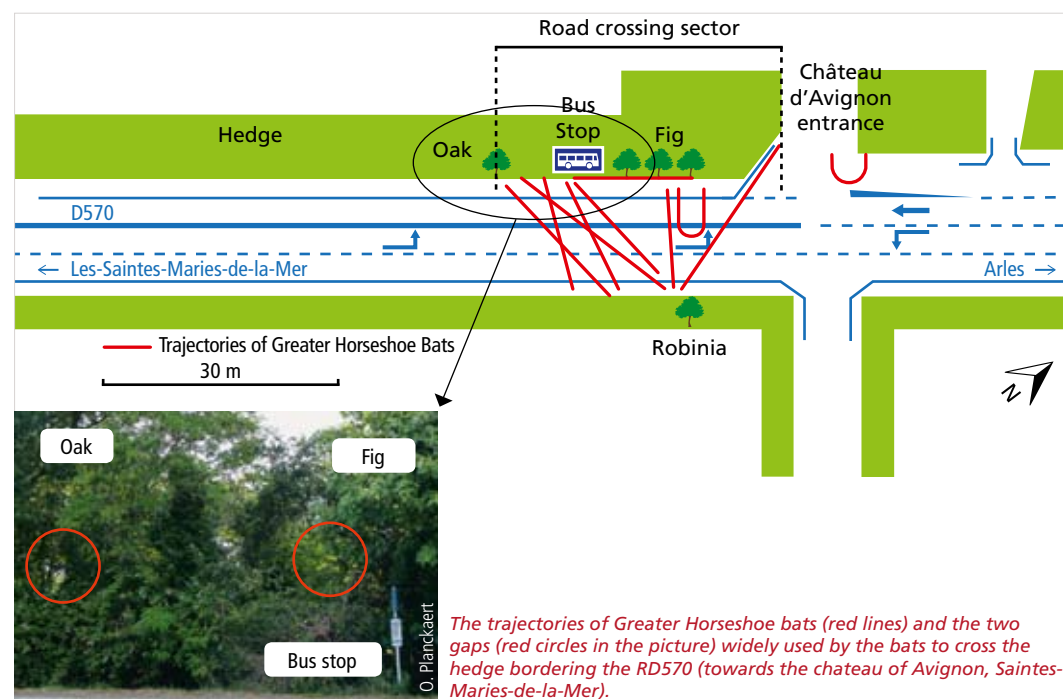 Road crossing sector
Château
d'Avignon
entrance
Bus
Stop
Hedge
Oak
Fig
D570
← Les-Saintes-Maries-de-la-Mer
Arles →
Robinia
Trajectories of Greater Horseshoe Bats
30 m
N
Oak
Fig
Bus stop
O. Planckaert
The trajectories of Greater Horseshoe bats (red lines) and the two
gaps (red circles in the picture) widely used by the bats to cross the
hedge bordering the RD570 (towards the chateau of Avignon, Saintes-
Maries-de-la-Mer).